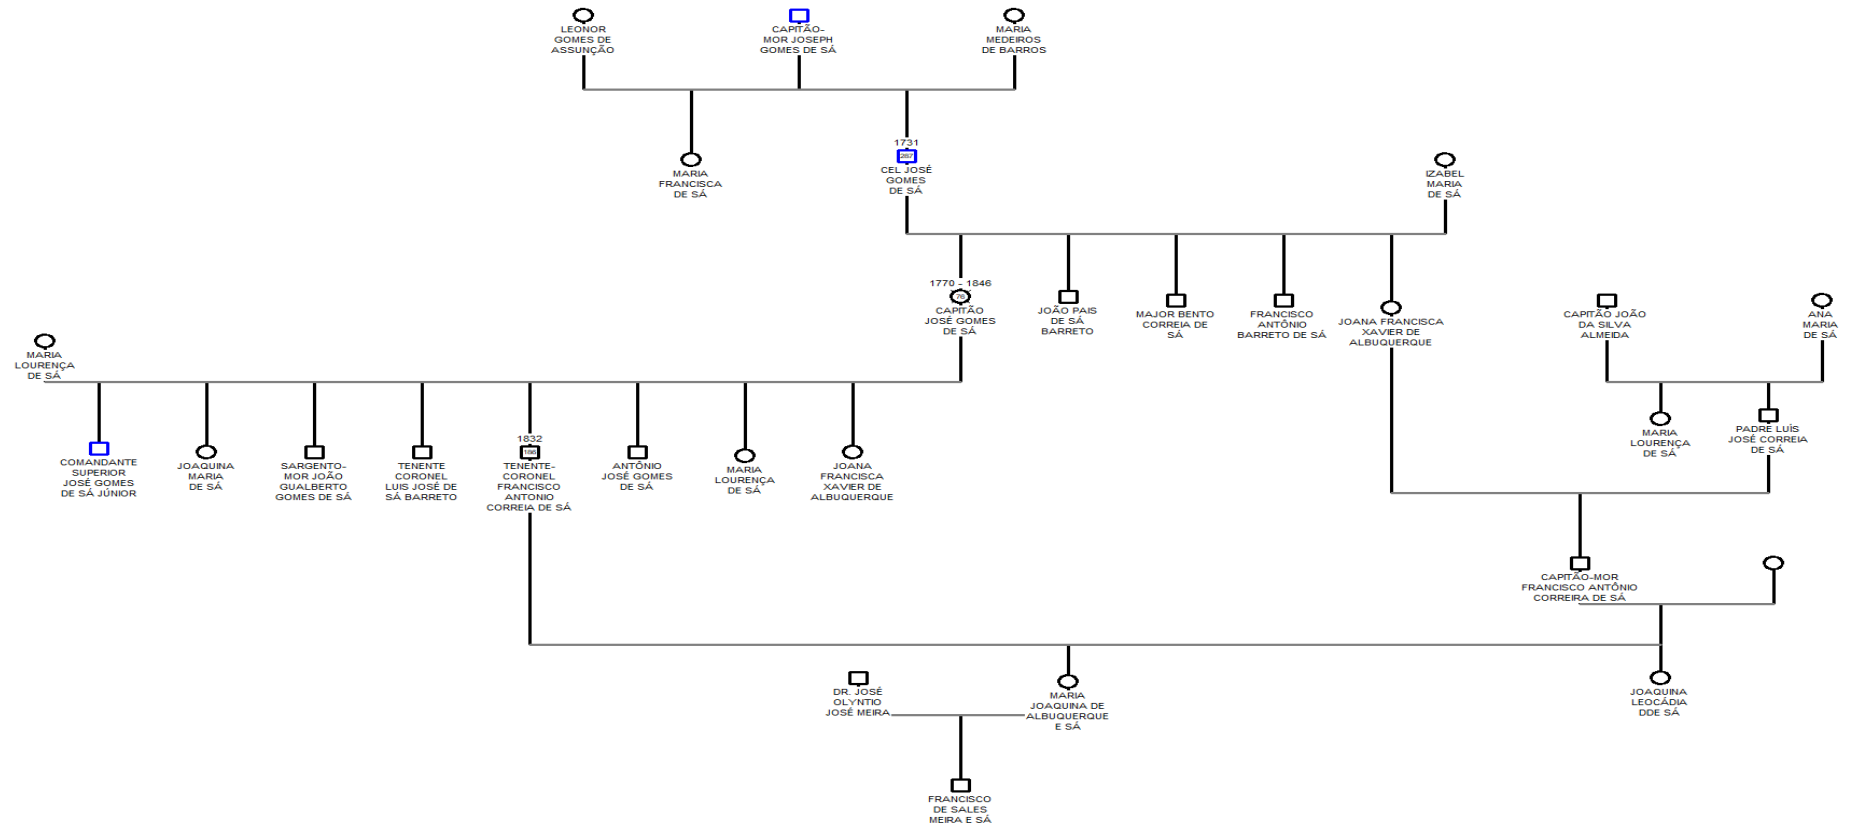 LEONOR
GOMES DE
ASSUNÇÃO
CAPITÃO-
MOR JOSEPH
GOMES DE SÁ
MARIA
MEDEIROS
DE BARROS
MARIA
FRANCISCA
DE SÁ
1731
287
CEL JOSÉ
GOMES
DE SÁ
IZABEL
MARIA
DE SÁ
1770 - 1846
76
CAPITÃO
JOSÉ GOMES
DE SÁ
JOÃO PAIS
DE SÁ
BARRETO
MAJOR BENTO
CORREIA DE
SÁ
FRANCISCO
ANTÔNIO
BARRETO DE SÁ
JOANA FRANCISCA
XAVIER DE
ALBUQUERQUE
CAPITÃO JOÃO
DA SILVA
ALMEIDA
ANA
MARIA
DE SÁ
MARIA
LOURENÇA
DE SÁ
COMANDANTE
SUPERIOR
JOSÉ GOMES
DE SÁ JÚNIOR
JOAQUINA
MARIA
DE SÁ
SARGENTO-
MOR JOÃO
GUALBERTO
GOMES DE SÁ
TENENTE
CORONEL
LUIS JOSÉ DE
SÁ BARRETO
1832
186
TENENTE-
CORONEL
FRANCISCO
ANTONIO
CORREIA DE SÁ
ANTÔNIO
JOSÉ GOMES
DE SÁ
MARIA
LOURENÇA
DE SÁ
JOANA
FRANCISCA
XAVIER DE
ALBUQUERQUE
MARIA
LOURENÇA
DE SÁ
PADRE LUÍS
JOSÉ CORREIA
DE SÁ
CAPITÃO-MOR
FRANCISCO ANTÔNIO
CORREIRA DE SÁ
DR. JOSÉ
OLYNTIO
JOSÉ MEIRA
MARIA
JOAQUINA DE
ALBUQUERQUE
E SÁ
JOAQUINA
LEOCÁDIA
DDE SÁ
FRANCISCO
DE SALES
MEIRA E SÁ